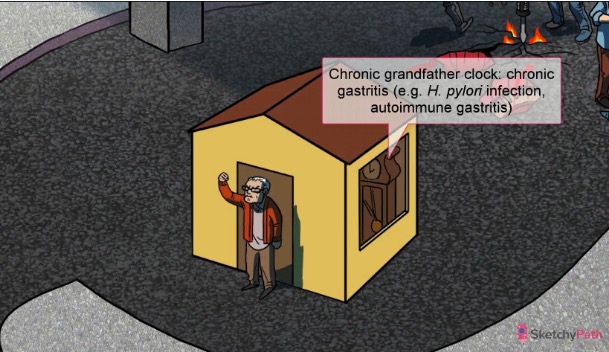 Chronic grandfather clock: chronic
gastritis (e.g. H. pylori infection,
autoimmune gastritis)
SketchyPath